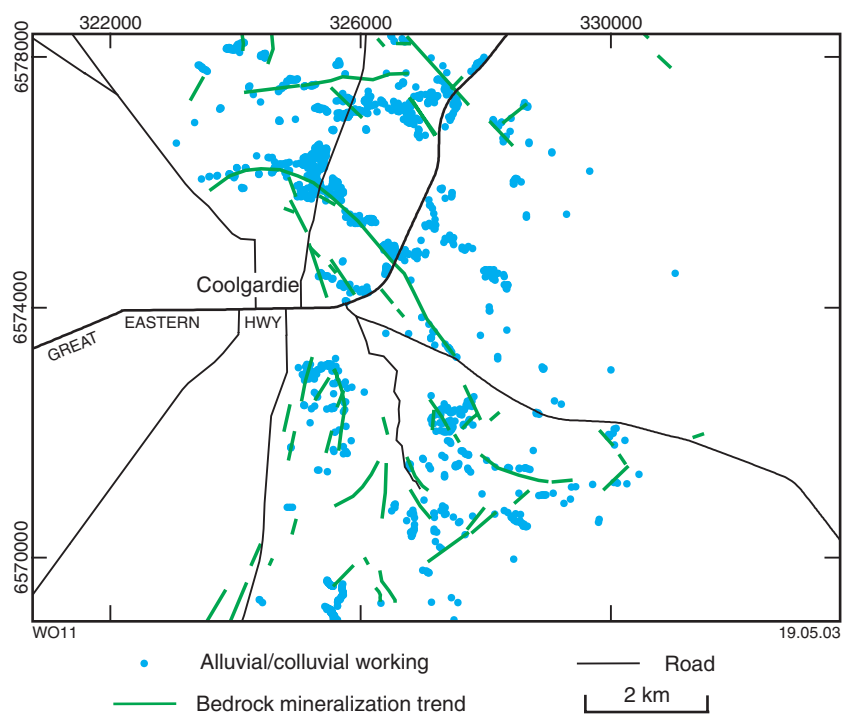 322000 326000 330000
6578000
6574000
6570000
Coolgardie
GREAT EASTERN HWY
WO11 19.05.03
Alluvial/colluvial working Road
Bedrock mineralization trend 2 km